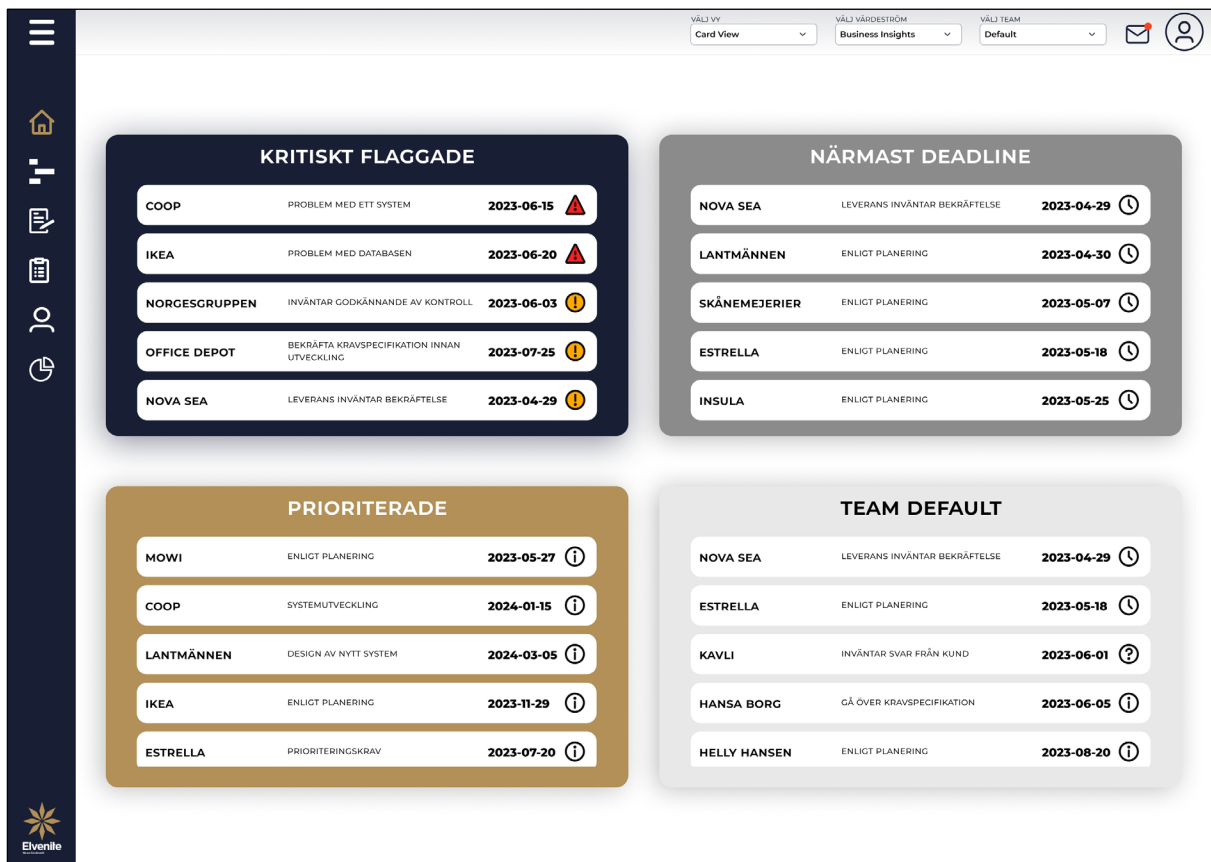 VÄLJ VY
Card View
VÄLJ VÄRDESTRÖM
Business Insights
VÄLJ TEAM
Default
KRITISKT FLAGGADE
COOP PROBLEM MED ETT SYSTEM 2023-06-15
IKEA PROBLEM MED DATABASEN 2023-06-20
NORGESGRUPPEN INVÄNTAR GODKÄNNANDE AV KONTROLL 2023-06-03
OFFICE DEPOT BEKRÄFTA KRAVSPECIFIKATION INNAN
UTVECKLING 2023-07-25
NOVA SEA LEVERANS INVÄNTAR BEKRÄFTELSE 2023-04-29
NÄRMAST DEADLINE
NOVA SEA LEVERANS INVÄNTAR BEKRÄFTELSE 2023-04-29
LANTMÄNNEN ENLIGT PLANERING 2023-04-30
SKÅNEMEJERIER ENLIGT PLANERING 2023-05-07
ESTRELLA ENLIGT PLANERING 2023-05-18
INSULA ENLIGT PLANERING 2023-05-25
PRIORITERADE
MOWI ENLIGT PLANERING 2023-05-27
COOP SYSTEMUTVECKLING 2024-01-15
LANTMÄNNEN DESIGN AV NYTT SYSTEM 2024-03-05
IKEA ENLIGT PLANERING 2023-11-29
ESTRELLA PRIORITERINGSKRAV 2023-07-20
TEAM DEFAULT
NOVA SEA LEVERANS INVÄNTAR BEKRÄFTELSE 2023-04-29
ESTRELLA ENLIGT PLANERING 2023-05-18
KAVLI INVÄNTAR SVAR FRÅN KUND 2023-06-01
HANSA BORG GÅ ÖVER KRAVSPECIFIKATION 2023-06-05
HELLY HANSEN ENLIGT PLANERING 2023-08-20
Elvenile